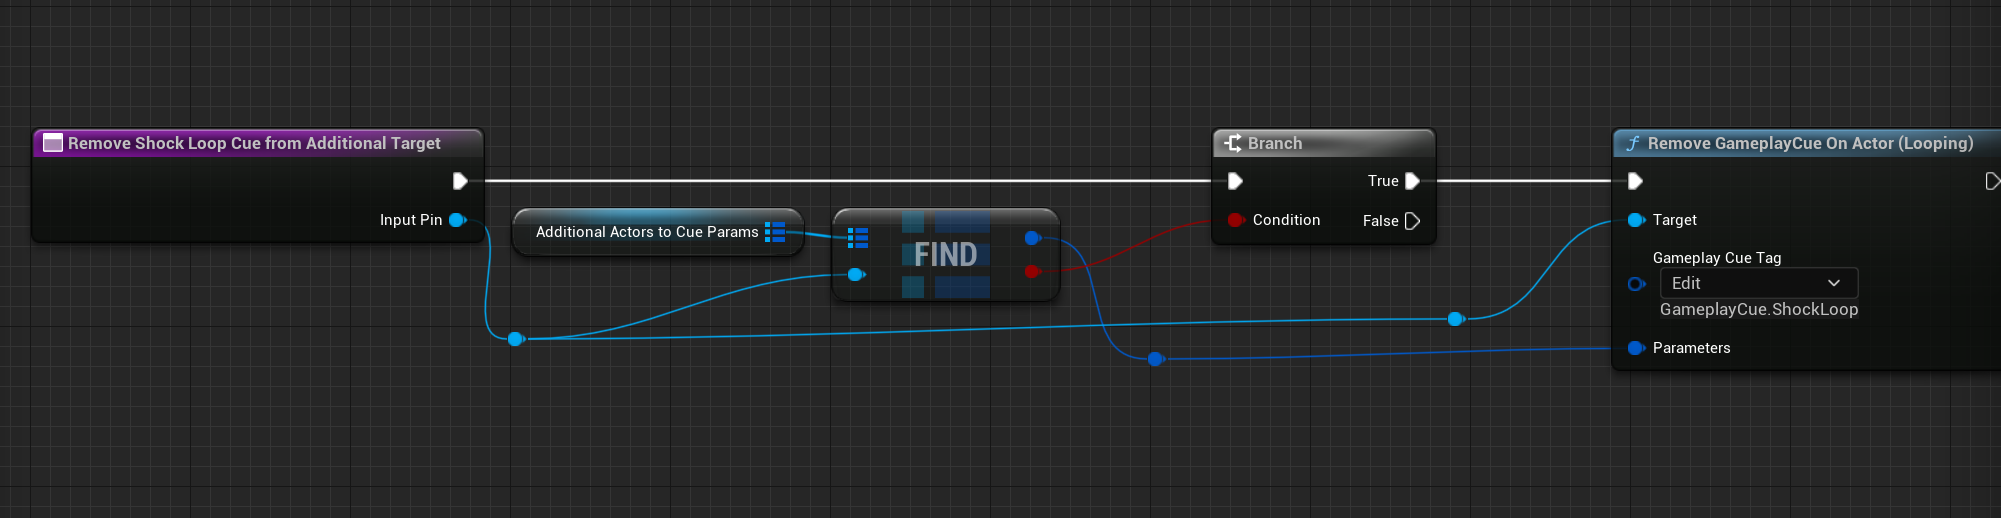 Remove Shock Loop Cue from Additional Target
Input Pin
Additional Actors to Cue Params
FIND
Branch
True
Condition
False
Remove GameplayCue On Actor (Looping)
Target
Gameplay Cue Tag
Edit
GameplayCue.ShockLoop
Parameters